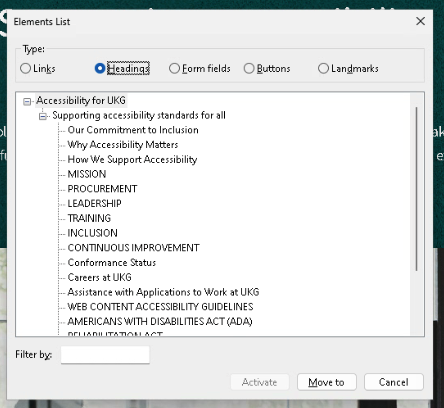 Elements List
Type:
Links
Headings
Form fields
Buttons
Landmarks
Accessibility for UKG
Supporting accessibility standards for all
Our Commitment to Inclusion
Why Accessibility Matters
How We Support Accessibility
MISSION
PROCUREMENT
LEADERSHIP
TRAINING
INCLUSION
CONTINUOUS IMPROVEMENT
Conformance Status
Careers at UKG
Assistance with Applications to Work at UKG
WEB CONTENT ACCESSIBILITY GUIDELINES
AMERICANS WITH DISABILITIES ACT (ADA)
REHABILITATION ACT
Filter by:
Activate
Move to
Cancel